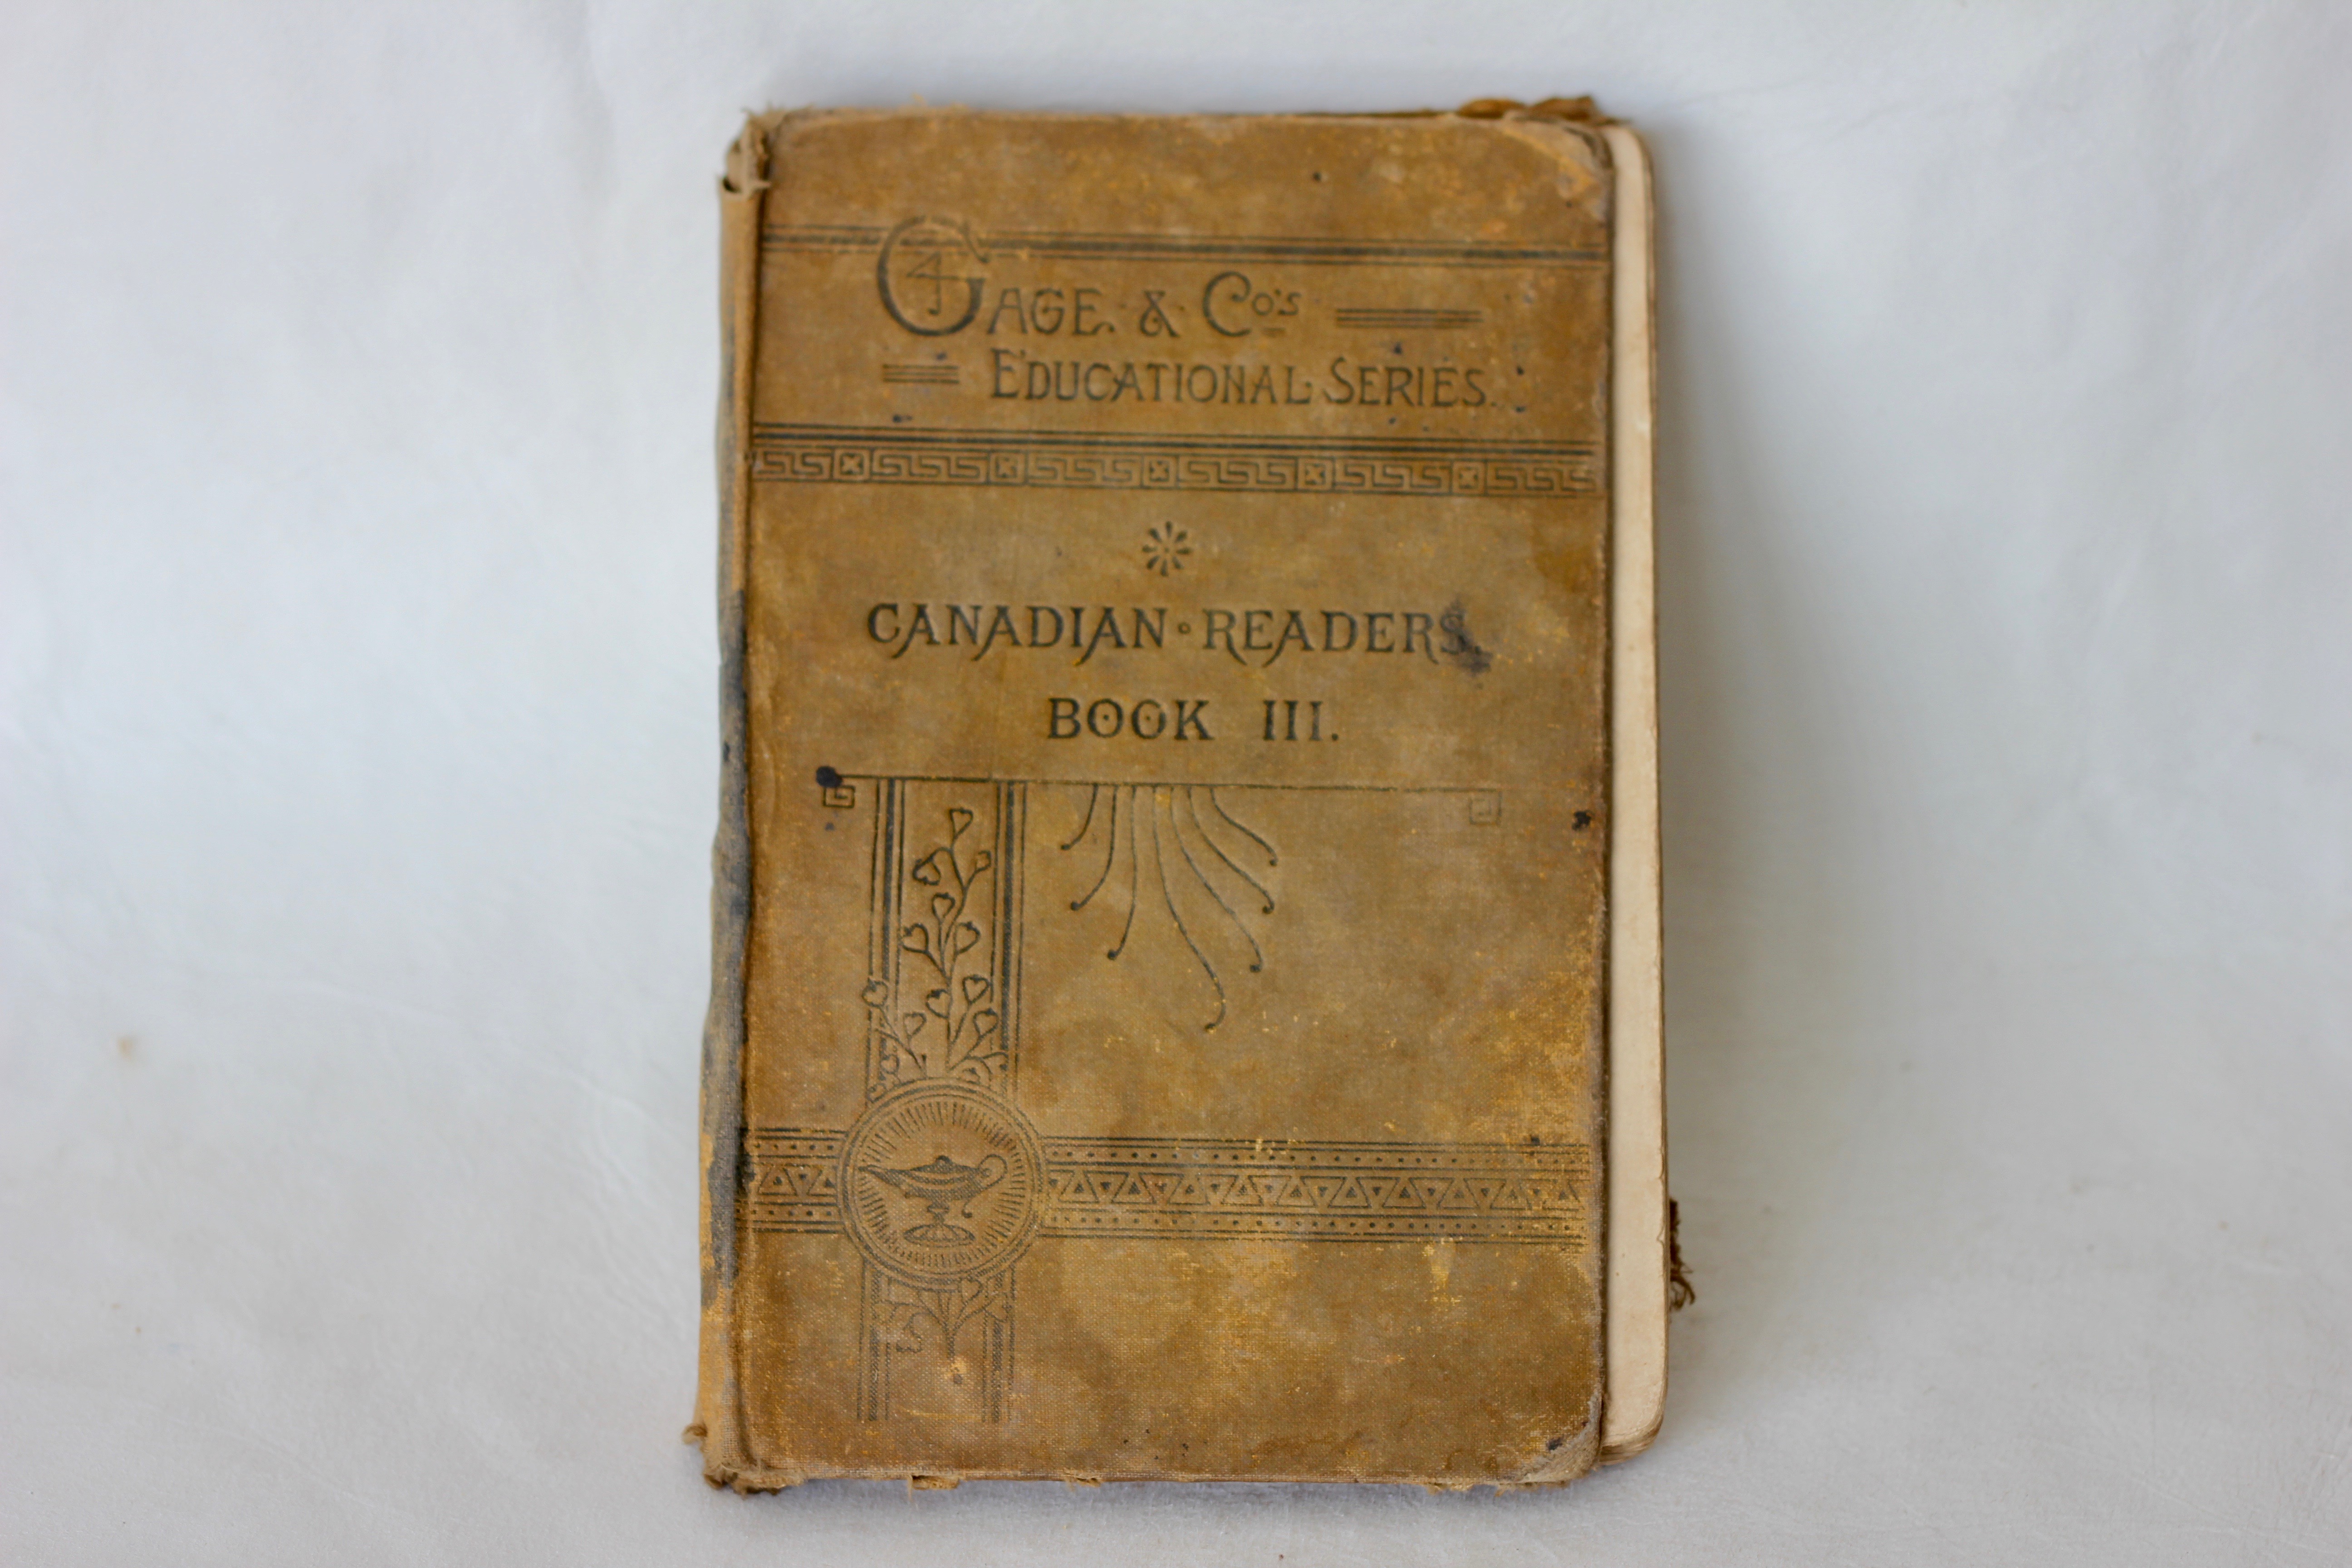 GAGE & Co's
EDUCATIONAL SERIES.
CANADIAN · READERS.
BOOK III.